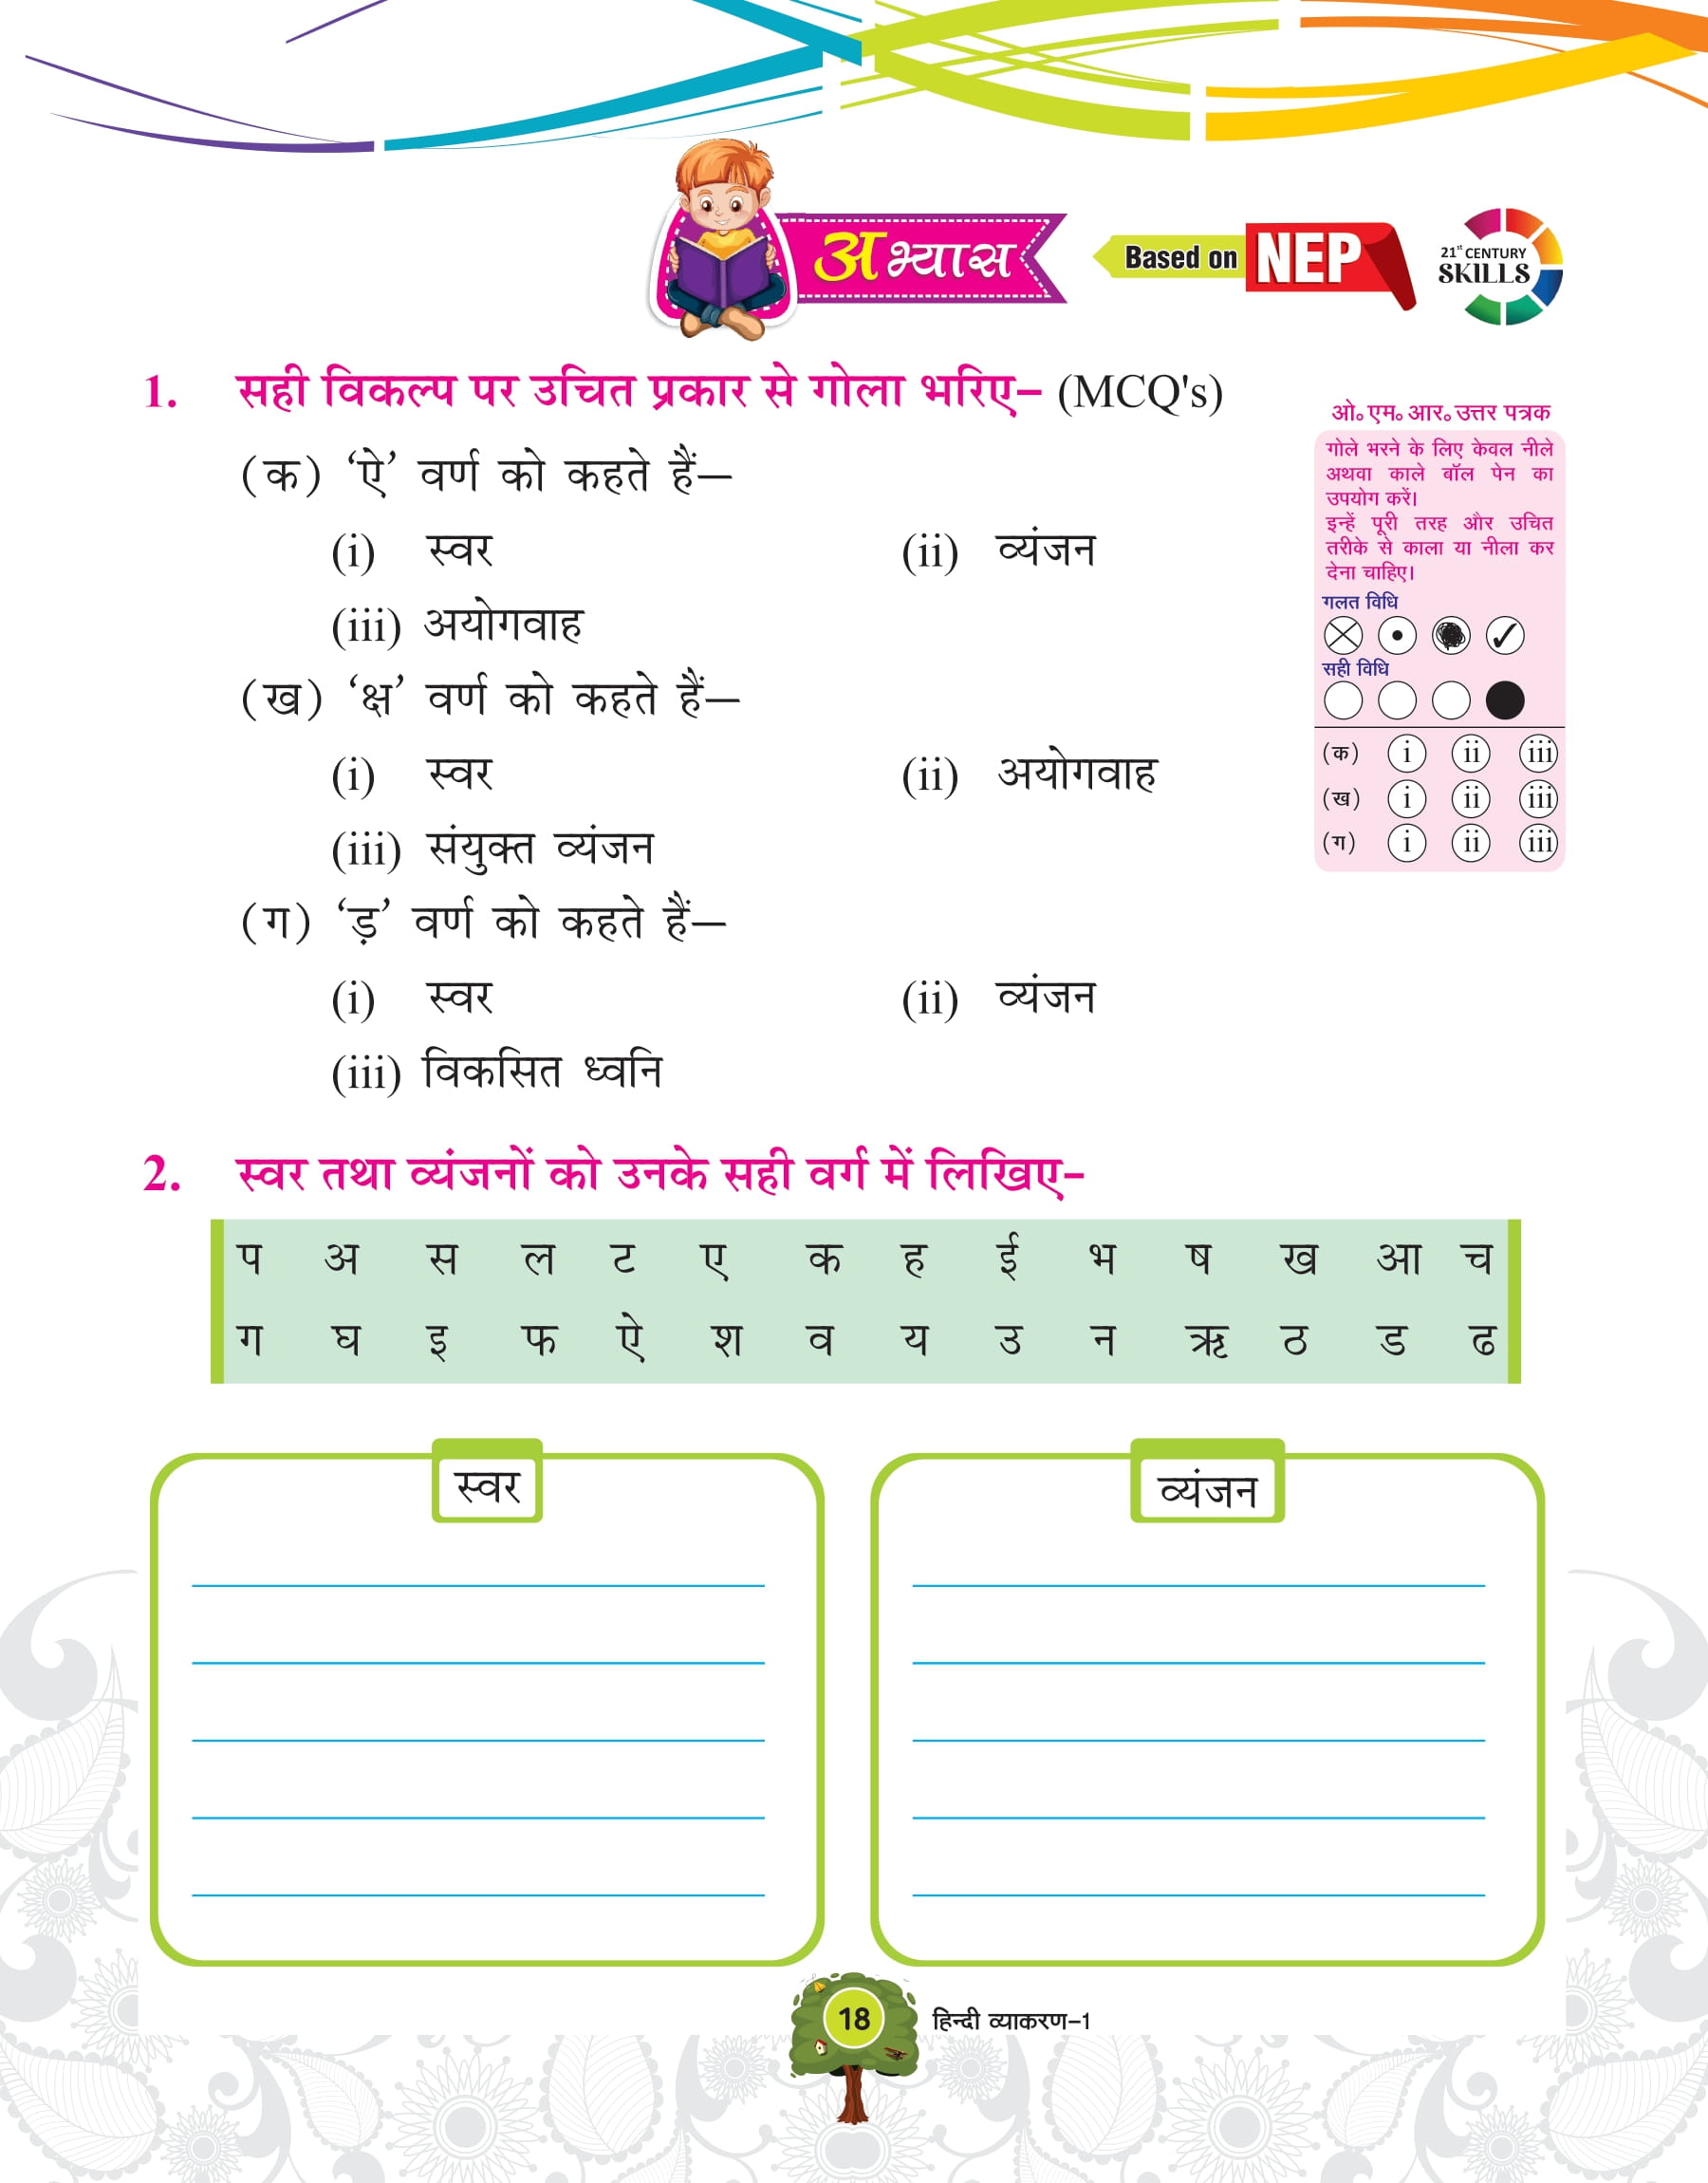 अभ्यास
Based on NEP
21st CENTURY
SKILLS
1. सही विकल्प पर उचित प्रकार से गोला भरिए– (MCQ's)
(क) ‘ऐ’ वर्ण को कहते हैं—
(i) स्वर (ii) व्यंजन
(iii) अयोगवाह
(ख) ‘क्ष’ वर्ण को कहते हैं—
(i) स्वर (ii) अयोगवाह
(iii) संयुक्त व्यंजन
(ग) ‘ड़’ वर्ण को कहते हैं—
(i) स्वर (ii) व्यंजन
(iii) विकसित ध्वनि
ओ॰ एम॰ आर॰ उत्तर पत्रक
गोले भरने के लिए केवल नीले
अथवा काले बॉल पेन का
उपयोग करें।
इन्हें पूरी तरह और उचित
तरीके से काला या नीला कर
देना चाहिए।
गलत विधि
सही विधि
(क) i ii iii
(ख) i ii iii
(ग) i ii iii
2. स्वर तथा व्यंजनों को उनके सही वर्ग में लिखिए–
प अ स ल ट ए क ह ई भ ष ख आ च
ग घ इ फ ऐ श व य उ न ऋ ठ ड ढ
स्वर व्यंजन
18 हिन्दी व्याकरण–1